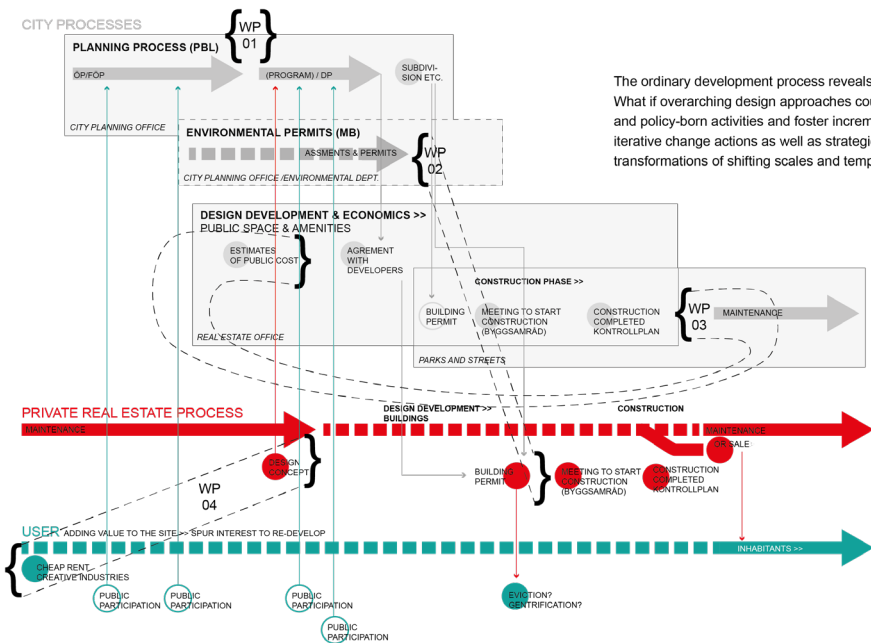 CITY PROCESSES
WP
01
PLANNING PROCESS (PBL)
ÖP/FÖP
(PROGRAM) / DP
SUBDIVI-
SION ETC.
CITY PLANNING OFFICE
The ordinary development process reveals
What if overarching design approaches cou
and policy-born activities and foster increm
iterative change actions as well as strategi
transformations of shifting scales and temp
ENVIRONMENTAL PERMITS (MB)
ASSMENTS & PERMITS
WP
02
CITY PLANNING OFFICE /ENVIRONMENTAL DEPT.
DESIGN DEVELOPMENT & ECONOMICS >>
PUBLIC SPACE & AMENITIES
ESTIMATES
OF PUBLIC COST
AGREMENT
WITH
DEVELOPERS
CONSTRUCTION PHASE >>
BUILDING
PERMIT
MEETING TO START
CONSTRUCTION
(BYGGSAMRÅD)
CONSTRUCTION
COMPLETED
KONTROLLPLAN
WP
03
MAINTENANCE
REAL ESTATE OFFICE
PARKS AND STREETS
PRIVATE REAL ESTATE PROCESS
DESIGN DEVELOPMENT >>
BUILDINGS
CONSTRUCTION
MAINTENANCE
MAINTENANCE
OR SALE
DESIGN
CONCEPT
BUILDING
PERMIT
MEETING TO START
CONSTRUCTION
(BYGGSAMRÅD)
CONSTRUCTION
COMPLETED
KONTROLLPLAN
WP
04
USER ADDING VALUE TO THE SITE >> SPUR INTEREST TO RE-DEVELOP
INHABITANTS >>
CHEAP RENT
CREATIVE INDUSTRIES
PUBLIC
PARTICIPATION
PUBLIC
PARTICIPATION
PUBLIC
PARTICIPATION
PUBLIC
PARTICIPATION
EVICTION?
GENTRIFICATION?